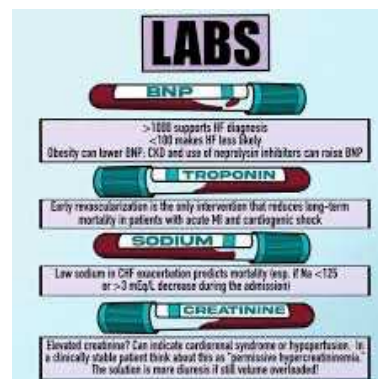 LABS
BNP
>1000 supports HF diagnosis
<100 makes HF less likely
Obesity can lower BNP; CKD and use of neprolysin inhibitors can raise BNP
TROPONIN
Early revascularization is the only intervention that reduces long-term
mortality in patients with acute MI and cardiogenic shock
SODIUM
Low sodium in CHF exacerbation predicts mortality (esp. if Na <125
or >3 mEq/L decrease during the admission)
CREATININE
Elevated creatinine? Can indicate cardiorenal syndrome or hypoperfusion. In
a clinically stable patient think about this as "permissive hypercreatininemia."
The solution is more diuresis if still volume overloaded!